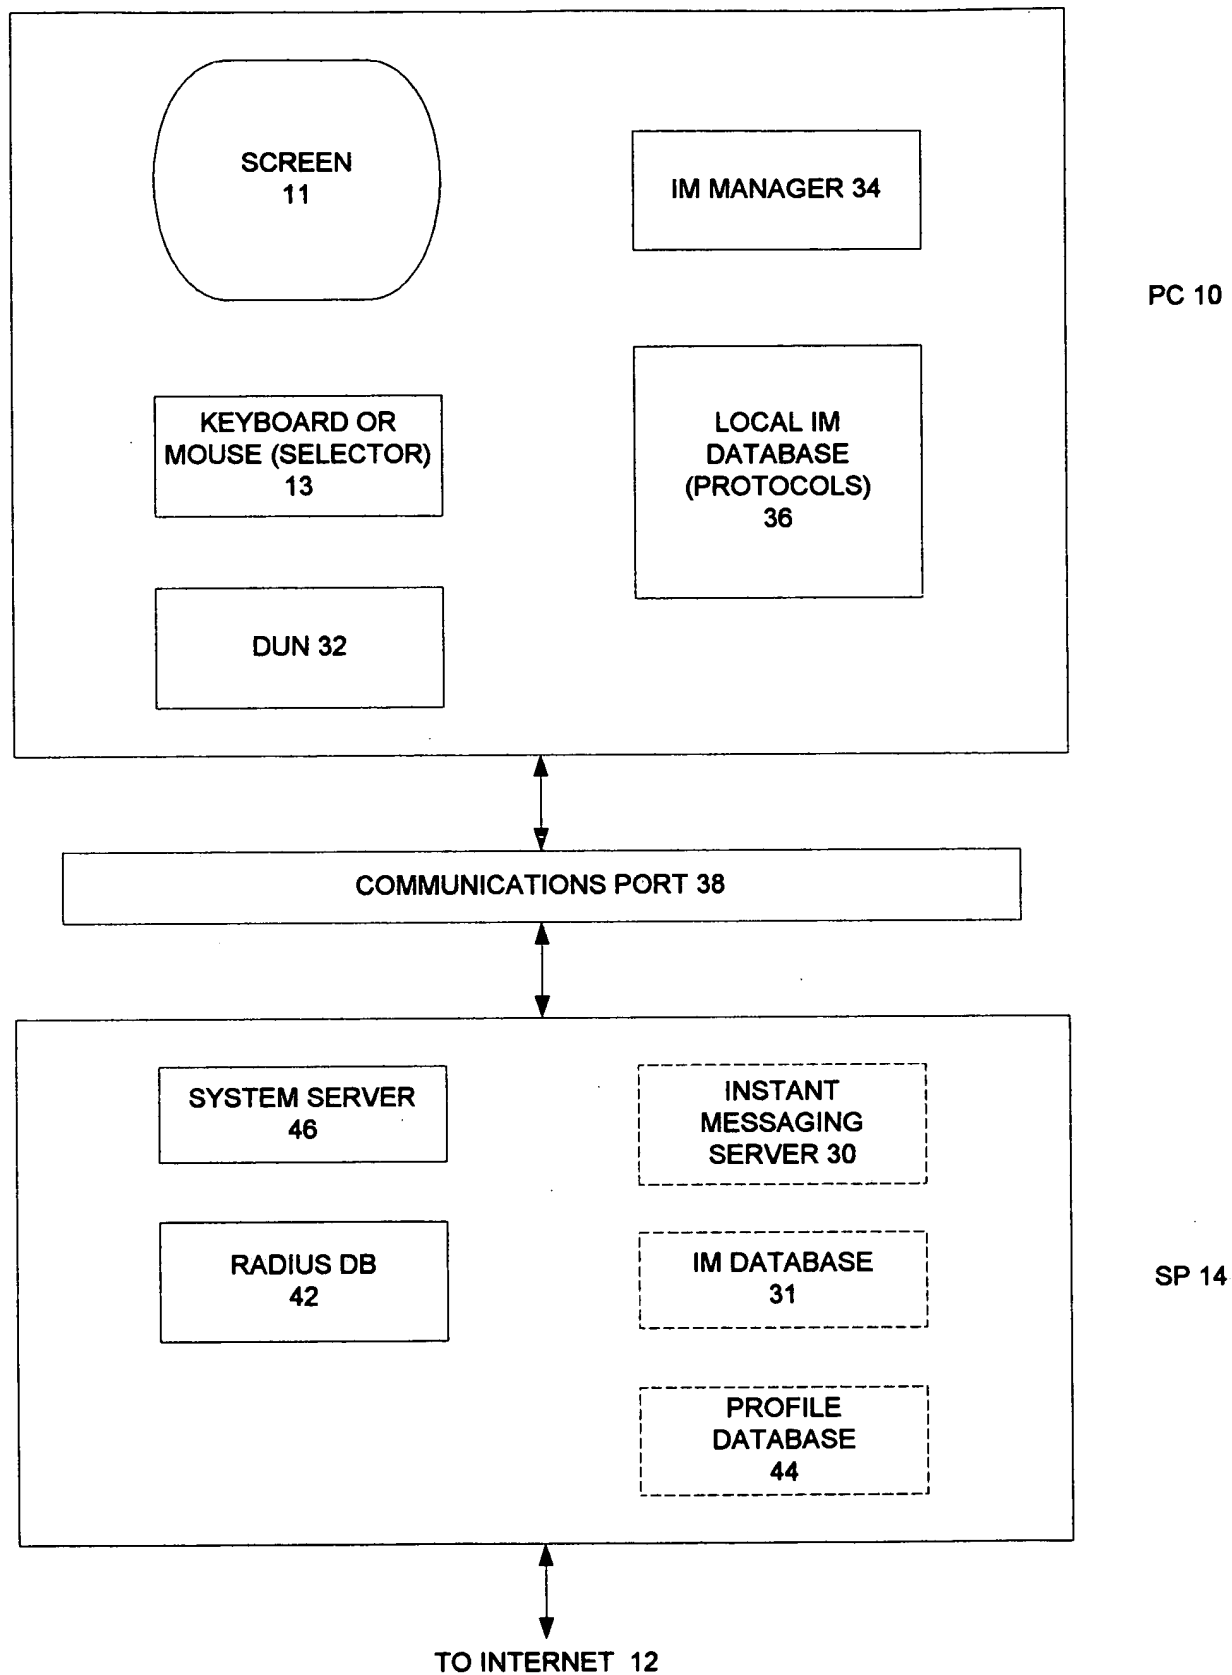 SCREEN
11
IM MANAGER 34
PC 10
KEYBOARD OR
MOUSE (SELECTOR)
13
LOCAL IM
DATABASE
(PROTOCOLS)
36
DUN 32
COMMUNICATIONS PORT 38
SYSTEM SERVER
46
INSTANT
MESSAGING
SERVER 30
RADIUS DB
42
IM DATABASE
31
SP 14
PROFILE
DATABASE
44
TO INTERNET 12